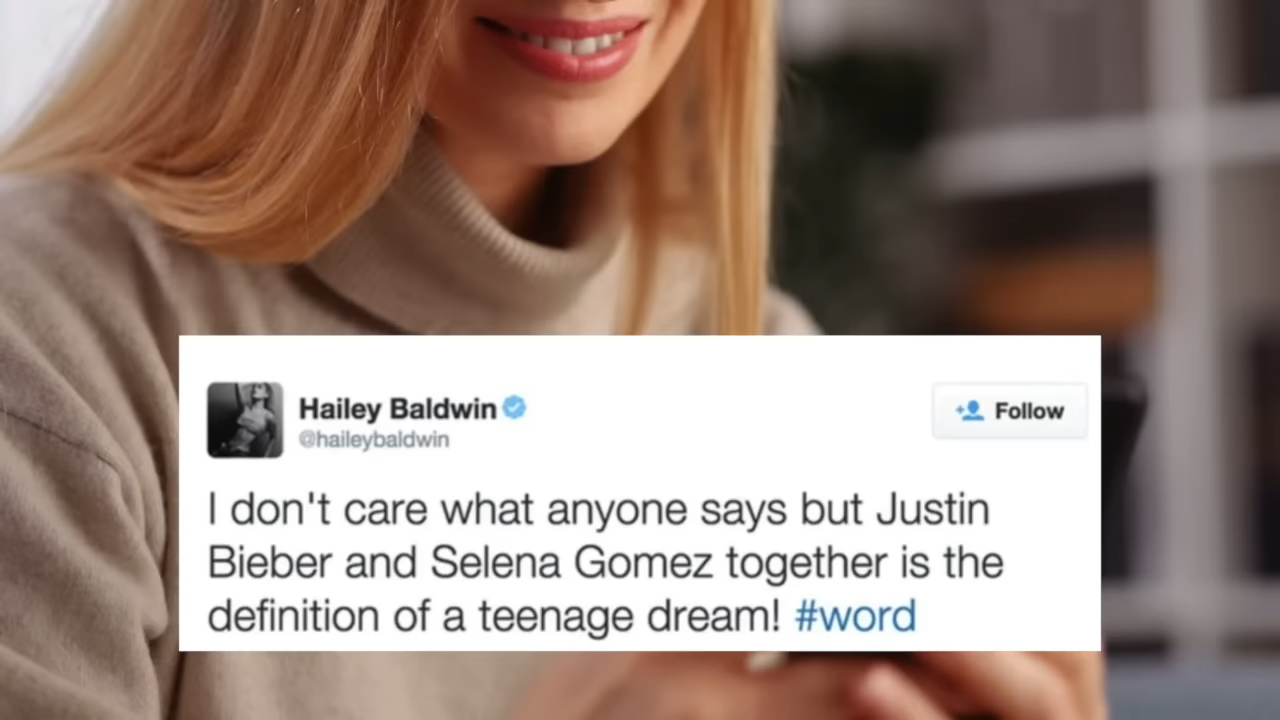 Hailey Baldwin
@haileybaldwin
Follow
I don't care what anyone says but Justin
Bieber and Selena Gomez together is the
definition of a teenage dream! #word